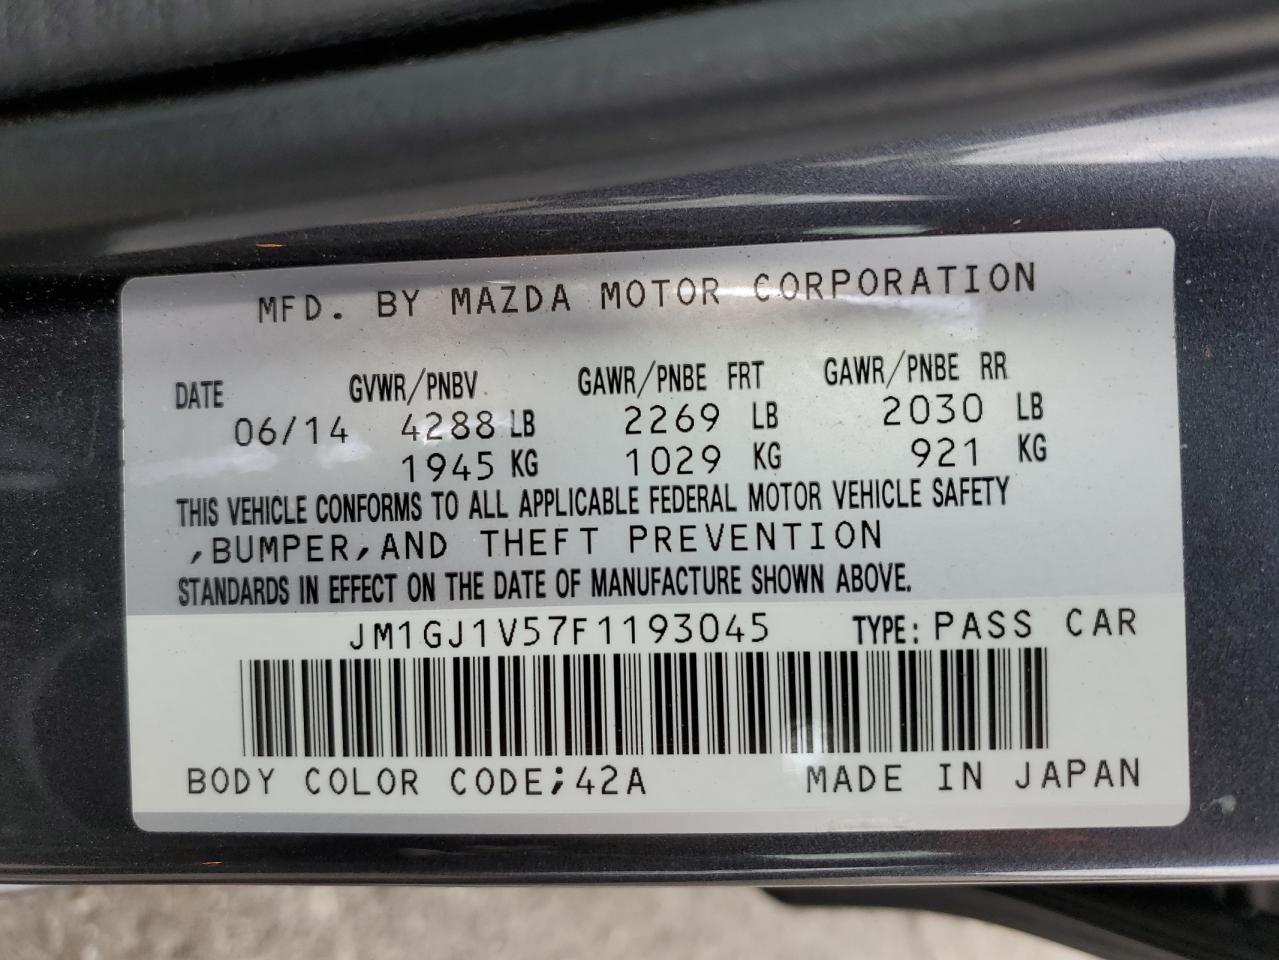 MFD. BY MAZDA MOTOR CORPORATION
DATE GVWR/PNBV GAWR/PNBE FRT GAWR/PNBE RR
06/14 4288 LB 2269 LB 2030 LB
1945 KG 1029 KG 921 KG
THIS VEHICLE CONFORMS TO ALL APPLICABLE FEDERAL MOTOR VEHICLE SAFETY
,BUMPER,AND THEFT PREVENTION
STANDARDS IN EFFECT ON THE DATE OF MANUFACTURE SHOWN ABOVE.
JM1GJ1V57F1193045 TYPE: PASS CAR
BODY COLOR CODE;42A MADE IN JAPAN